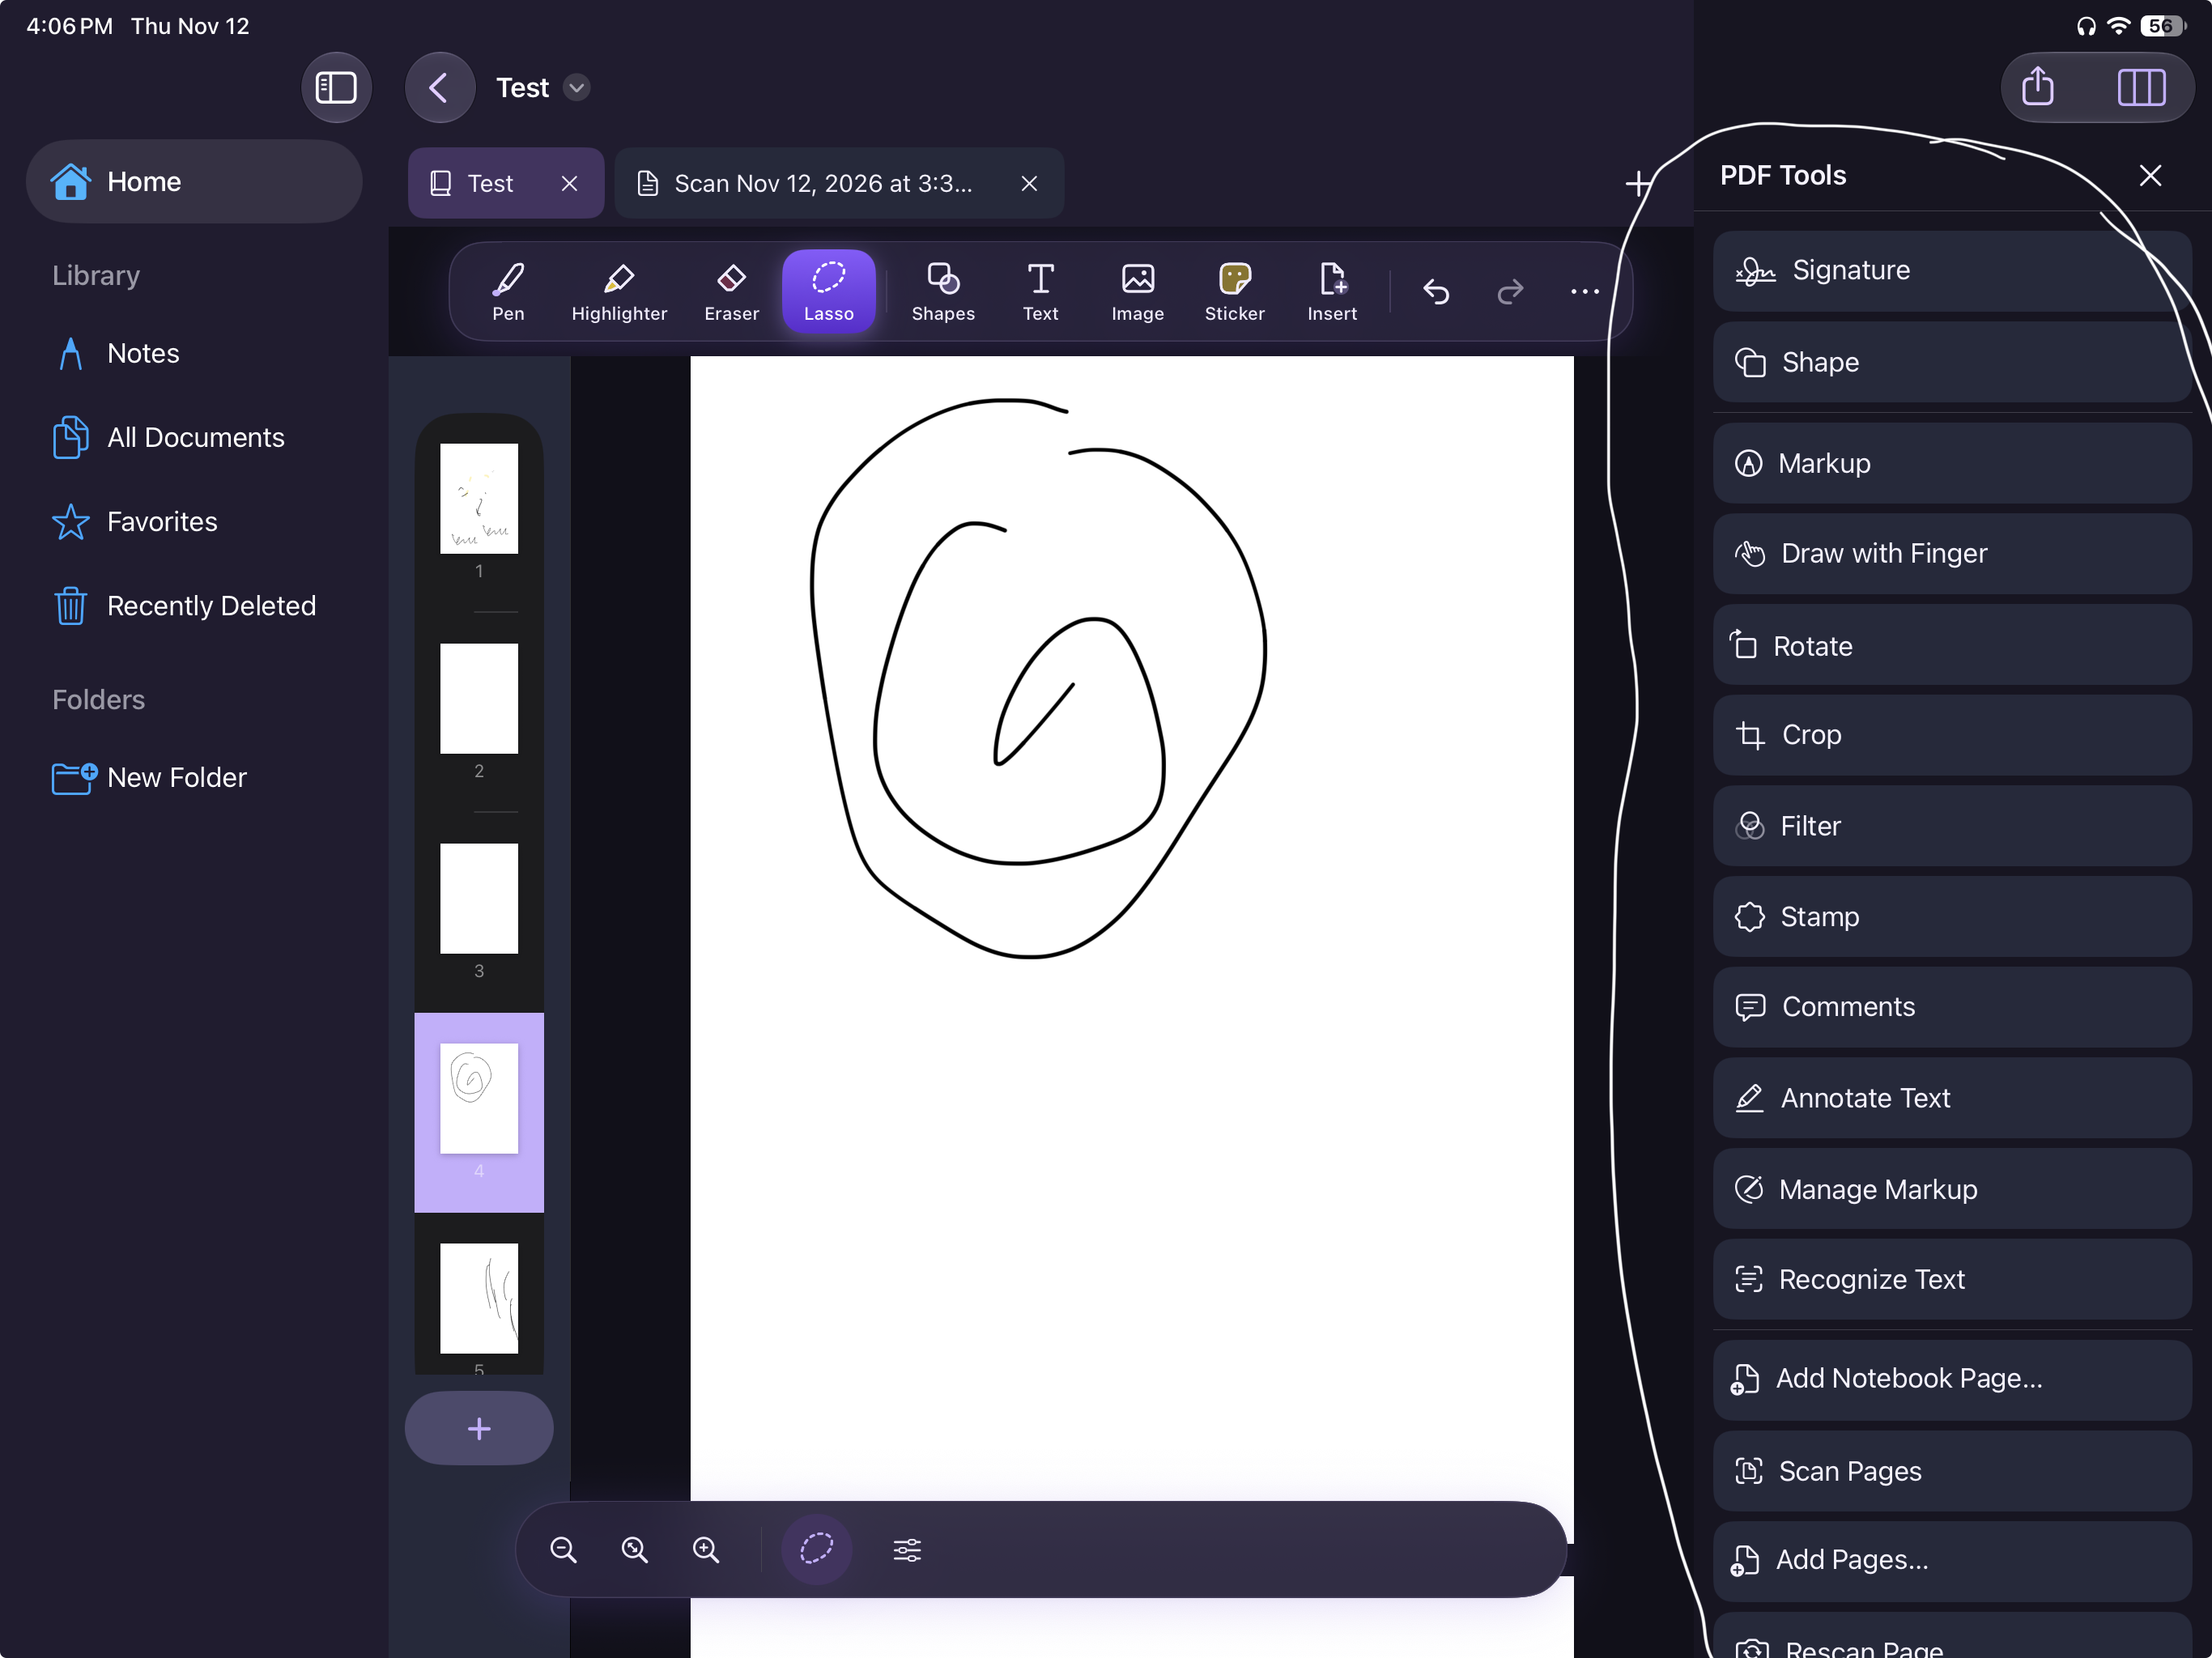 4:06 PM Thu Nov 12
56
Test
Test
Scan Nov 12, 2026 at 3:3...
Home
Library
Notes
All Documents
Favorites
Recently Deleted
Folders
New Folder
Pen
Highlighter
Eraser
Lasso
Shapes
Text
Image
Sticker
Insert
1
2
3
4
5
PDF Tools
Signature
Shape
Markup
Draw with Finger
Rotate
Crop
Filter
Stamp
Comments
Annotate Text
Manage Markup
Recognize Text
Add Notebook Page...
Scan Pages
Add Pages...
Rescan Page